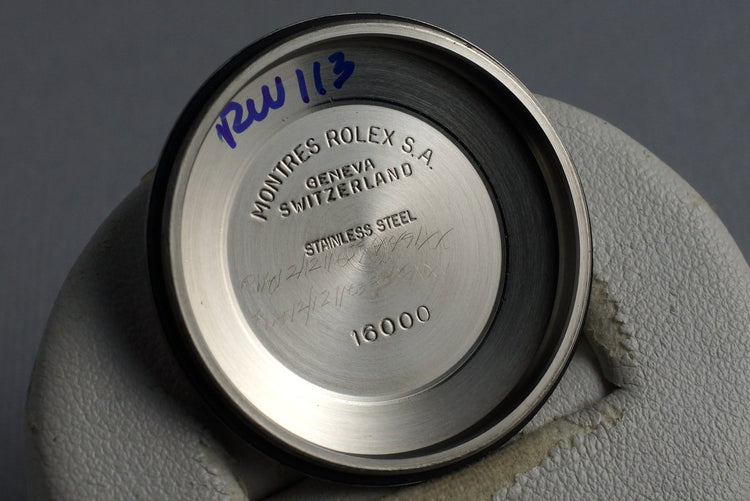 RW 113
MONTRES ROLEX S.A.
GENEVA
SWITZERLAND
STAINLESS STEEL
16000